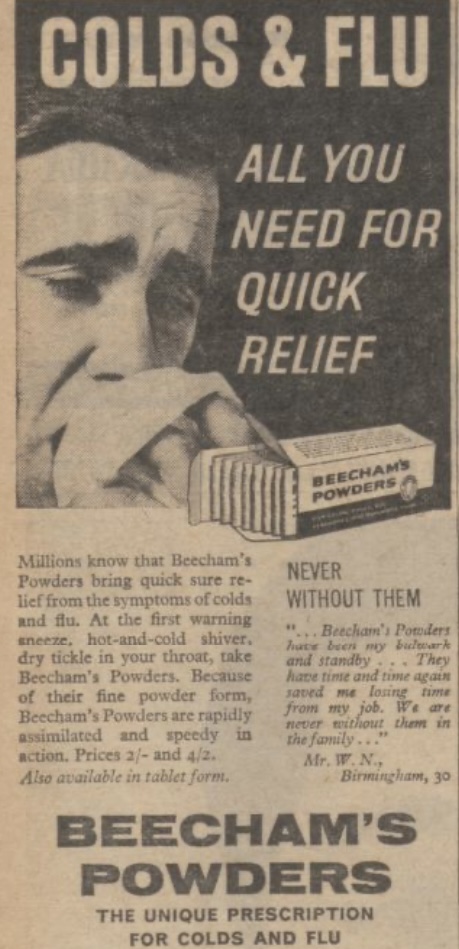 COLDS & FLU
ALL YOU
NEED FOR
QUICK
RELIEF
BEECHAM'S
POWDERS
Millions know that Beecham's
Powders bring quick sure re-
lief from the symptoms of colds
and flu. At the first warning
sneeze, hot-and-cold shiver,
dry tickle in your throat, take
Beecham's Powders. Because
of their fine powder form,
Beecham's Powders are rapidly
assimilated and speedy in
action. Prices 2/- and 4/2.
Also available in tablet form.
NEVER
WITHOUT THEM
"... Beecham's Powders
have been my bulwark
and standby ... They
have time and time again
saved me losing time
from my job. We are
never without them in
the family ..."
Mr. W. N.,
Birmingham, 30
BEECHAM'S
POWDERS
THE UNIQUE PRESCRIPTION
FOR COLDS AND FLU